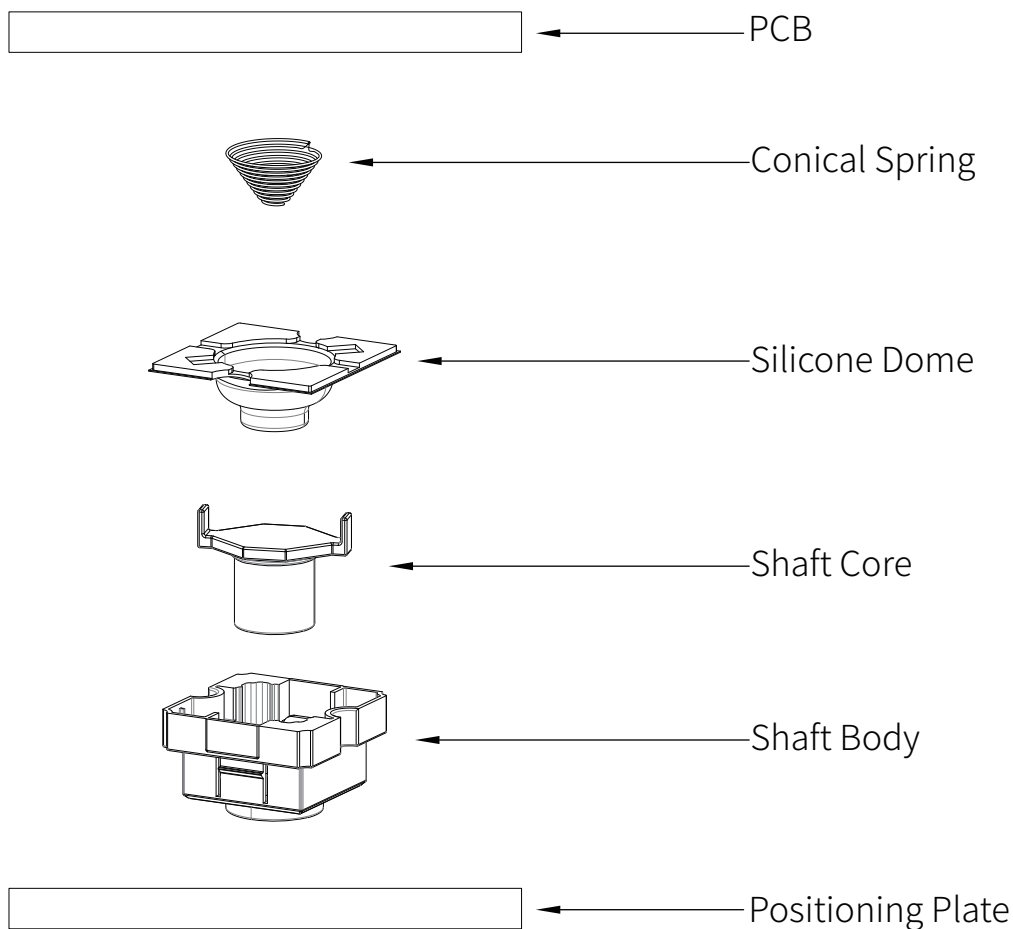 PCB
Conical Spring
Silicone Dome
Shaft Core
Shaft Body
Positioning Plate